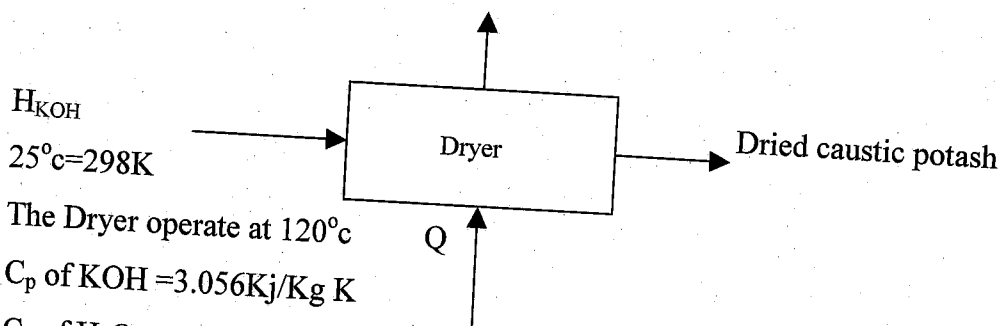 H_KOH
25°c=298K
Dryer
Dried caustic potash
The Dryer operate at 120°c
Q
C_p of KOH =3.056Kj/Kg K